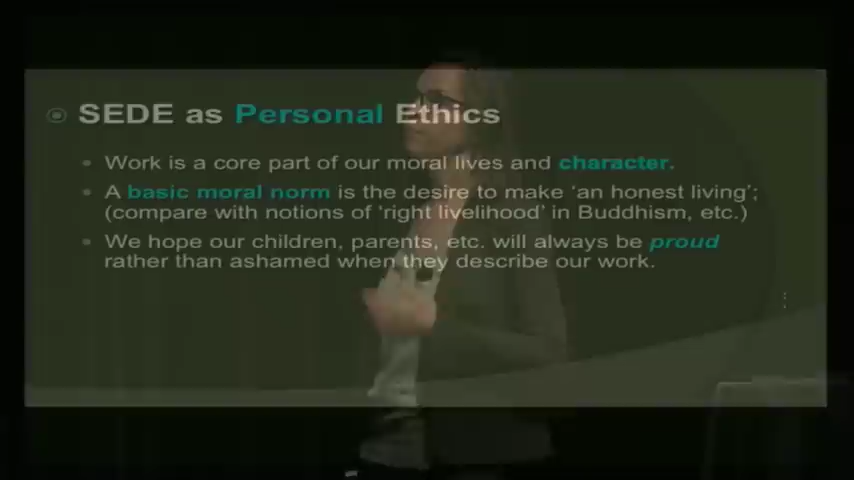 SEDE as Personal Ethics
Work is a core part of our moral lives and character.
A basic moral norm is the desire to make ‘an honest living’;
(compare with notions of ‘right livelihood’ in Buddhism, etc.)
We hope our children, parents, etc. will always be proud
rather than ashamed when they describe our work.